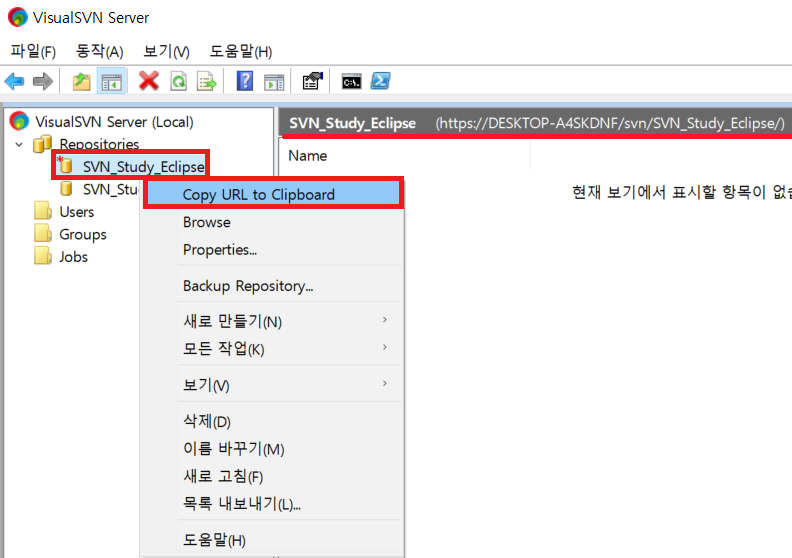 VisualSVN Server
파일(F) 동작(A) 보기(V) 도움말(H)
VisualSVN Server (Local)
Repositories
SVN_Study_Eclipse
SVN_Stu
Users
Groups
Jobs
SVN_Study_Eclipse (https://DESKTOP-A4SKDNF/svn/SVN_Study_Eclipse/)
Name
현재 보기에서 표시할 항목이 없
Copy URL to Clipboard
Browse
Properties...
Backup Repository...
새로 만들기(N)
모든 작업(K)
보기(V)
삭제(D)
이름 바꾸기(M)
새로 고침(F)
목록 내보내기(L)...
도움말(H)